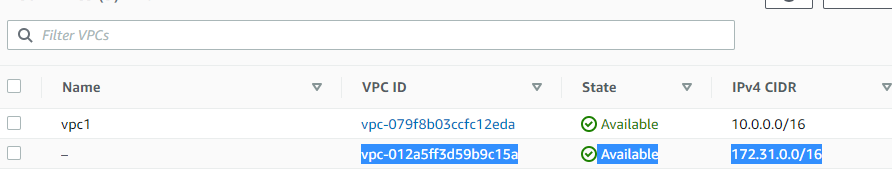 Filter VPCs
Name VPC ID State IPv4 CIDR
vpc1 vpc-079f8b03ccfc12eda Available 10.0.0.0/16
– vpc-012a5ff3d59b9c15a Available 172.31.0.0/16